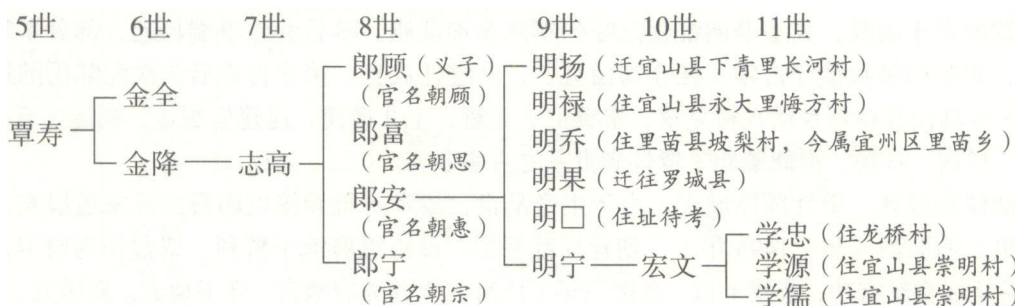 5世 6世 7世 8世 9世 10世 11世
郎顾（义子） 明扬（迁宜山县下青里长河村）
金全 （官名朝顾） 明禄（住宜山县永大里悔方村）
覃寿 郎富 明乔（住里苗县坡梨村，今属宜州区里苗乡）
金降 志高 （官名朝思） 明果（迁往罗城县）
郎安 明□（住址待考）
（官名朝惠） 学忠（住龙桥村）
郎宁 明宁 宏文 学源（住宜山县崇明村）
（官名朝宗） 学儒（住宜山县崇明村）